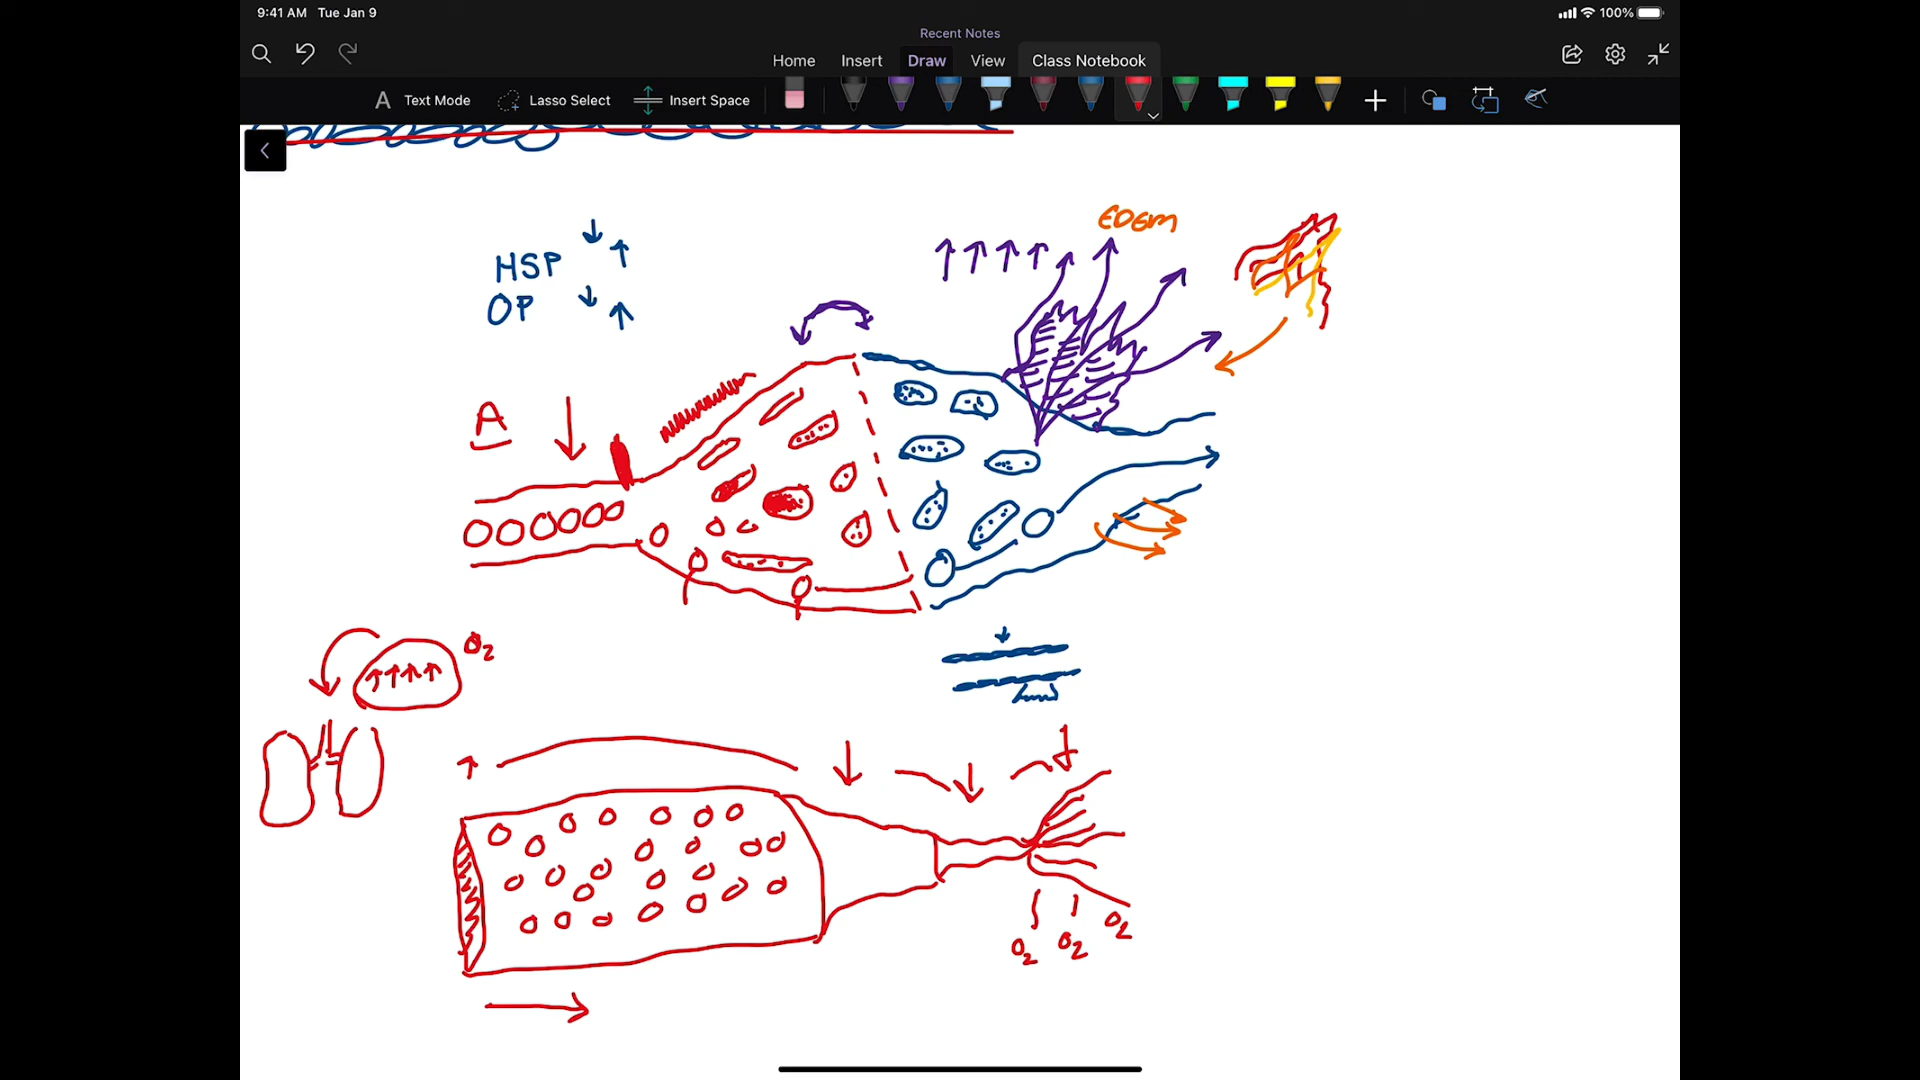 9:41 AM Tue Jan 9
100%
Recent Notes
Home Insert Draw View Class Notebook
A Text Mode Lasso Select Insert Space
EDEM
HSP ↓ ↑
OP ↓ ↑
↑ ↑ ↑ ↑
A
↑↑↑↑ O2
O2 O2 O2